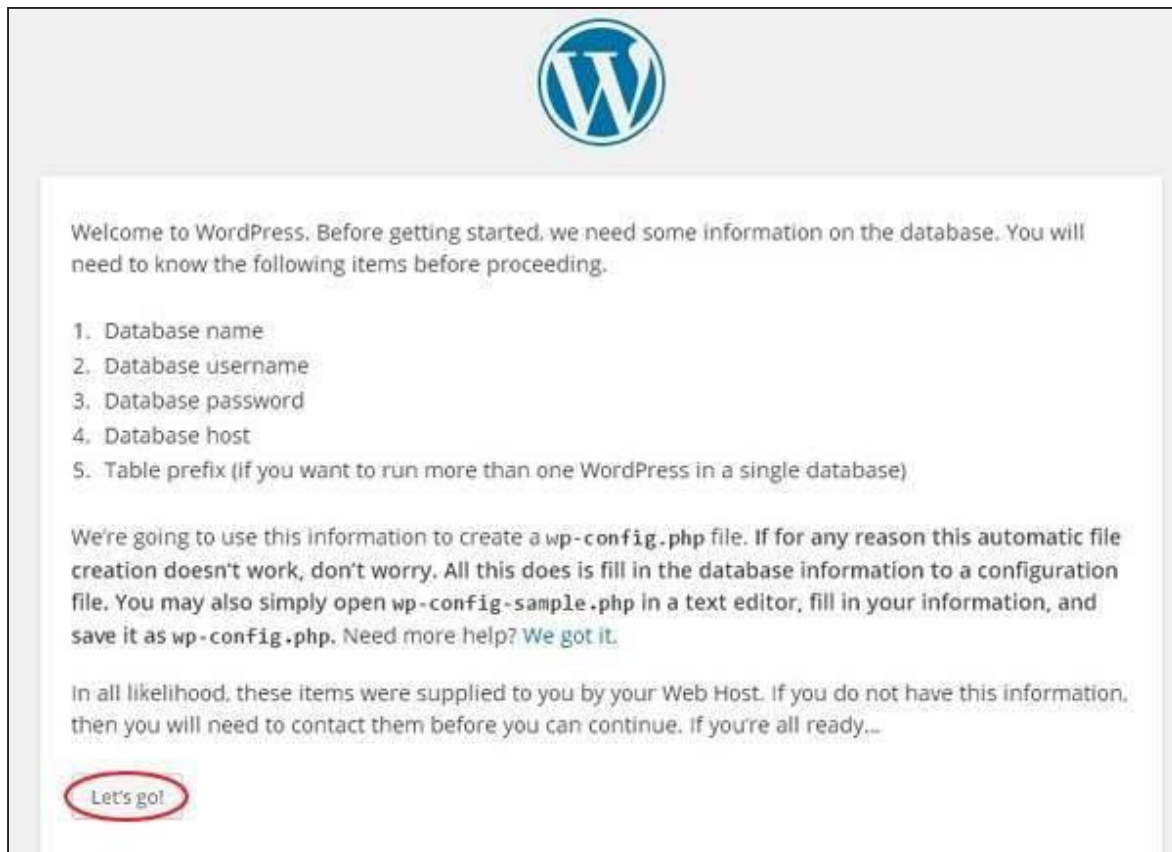 Welcome to WordPress. Before getting started, we need some information on the database. You will
need to know the following items before proceeding.
1. Database name
2. Database username
3. Database password
4. Database host
5. Table prefix (if you want to run more than one WordPress in a single database)
We're going to use this information to create a wp-config.php file. If for any reason this automatic file
creation doesn't work, don't worry. All this does is fill in the database information to a configuration
file. You may also simply open wp-config-sample.php in a text editor, fill in your information, and
save it as wp-config.php. Need more help? We got it.
In all likelihood, these items were supplied to you by your Web Host. If you do not have this information,
then you will need to contact them before you can continue. If you're all ready...
Let's go!